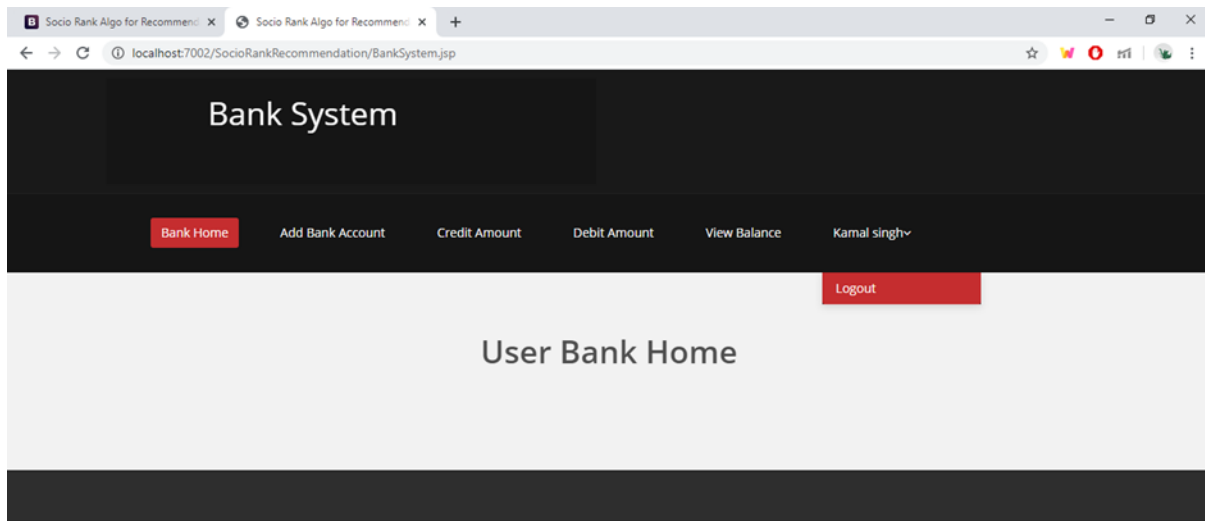 Socio Rank Algo for Recommend
Socio Rank Algo for Recommend
localhost:7002/SocioRankRecommendation/BankSystem.jsp
Bank System
Bank Home Add Bank Account Credit Amount Debit Amount View Balance Kamal singh
Logout
User Bank Home